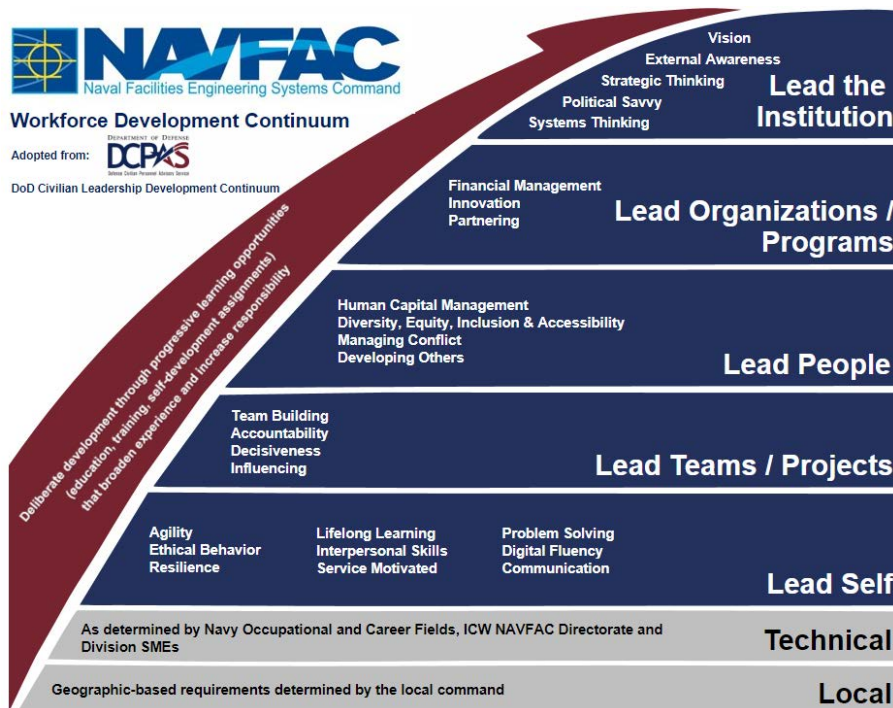 NAVFAC
Naval Facilities Engineering Systems Command
Workforce Development Continuum
Adopted from:
DEPARTMENT OF DEFENSE
DCPAS
Defense Civilian Personnel Advisory Service
DoD Civilian Leadership Development Continuum
Deliberate development through progressive learning opportunities
(education, training, self-development assignments)
that broaden experience and increase responsibility
Vision
External Awareness
Strategic Thinking
Political Savvy
Systems Thinking
Lead the
Institution
Financial Management
Innovation
Partnering
Lead Organizations /
Programs
Human Capital Management
Diversity, Equity, Inclusion & Accessibility
Managing Conflict
Developing Others
Lead People
Team Building
Accountability
Decisiveness
Influencing
Lead Teams / Projects
Agility
Ethical Behavior
Resilience
Lifelong Learning
Interpersonal Skills
Service Motivated
Problem Solving
Digital Fluency
Communication
Lead Self
As determined by Navy Occupational and Career Fields, ICW NAVFAC Directorate and
Division SMEs
Technical
Geographic-based requirements determined by the local command
Local